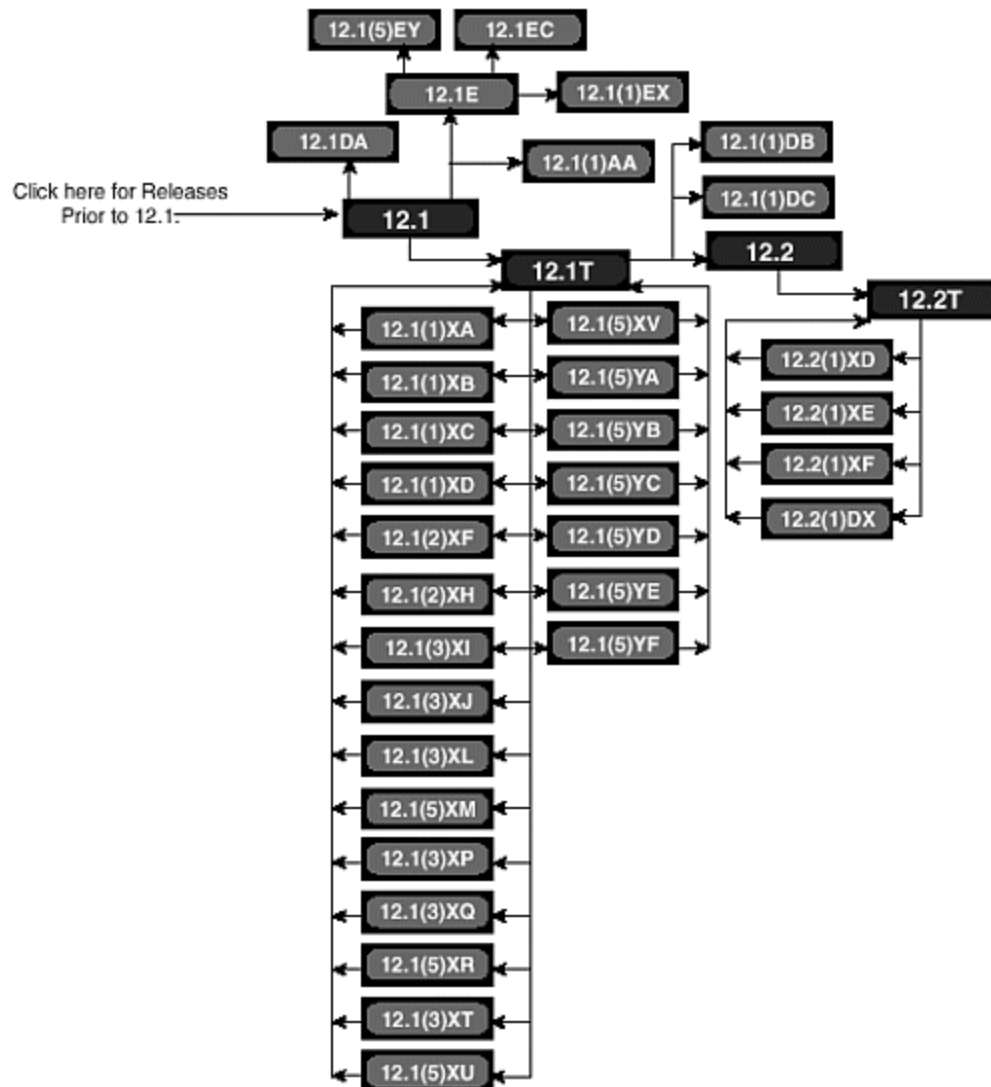 12.1(5)EY
12.1EC
12.1E
12.1(1)EX
12.1DA
12.1(1)AA
12.1(1)DB
Click here for Releases
Prior to 12.1.
12.1
12.1(1)DC
12.1T
12.2
12.2T
12.1(1)XA
12.1(5)XV
12.1(1)XB
12.1(5)YA
12.1(1)XC
12.1(5)YB
12.1(1)XD
12.1(5)YC
12.1(2)XF
12.1(5)YD
12.1(2)XH
12.1(5)YE
12.1(3)XI
12.1(5)YF
12.1(3)XJ
12.1(3)XL
12.1(5)XM
12.1(3)XP
12.1(3)XQ
12.1(5)XR
12.1(3)XT
12.1(5)XU
12.2(1)XD
12.2(1)XE
12.2(1)XF
12.2(1)DX